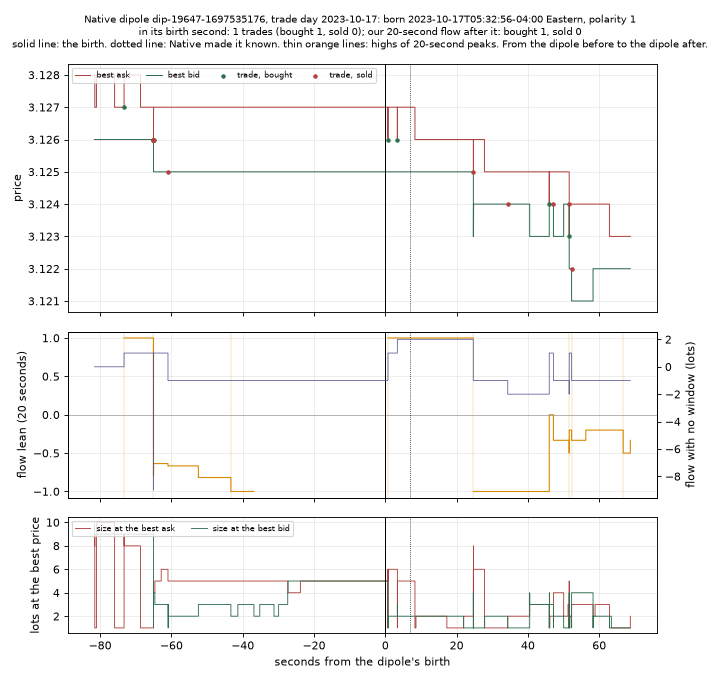 Native dipole dip-19647-1697535176, trade day 2023-10-17: born 2023-10-17T05:32:56-04:00 Eastern, polarity 1
in its birth second: 1 trades (bought 1, sold 0); our 20-second flow after it: bought 1, sold 0
solid line: the birth. dotted line: Native made it known. thin orange lines: highs of 20-second peaks. From the dipole before to the dipole after.
best ask
best bid
trade, bought
trade, sold
3.128
3.127
3.126
3.125
3.124
3.123
3.122
3.121
price
1.0
0.5
0.0
−0.5
−1.0
flow lean (20 seconds)
2
0
−2
−4
−6
−8
flow with no window (lots)
size at the best ask
size at the best bid
10
8
6
4
2
lots at the best price
−80
−60
−40
−20
0
20
40
60
seconds from the dipole's birth